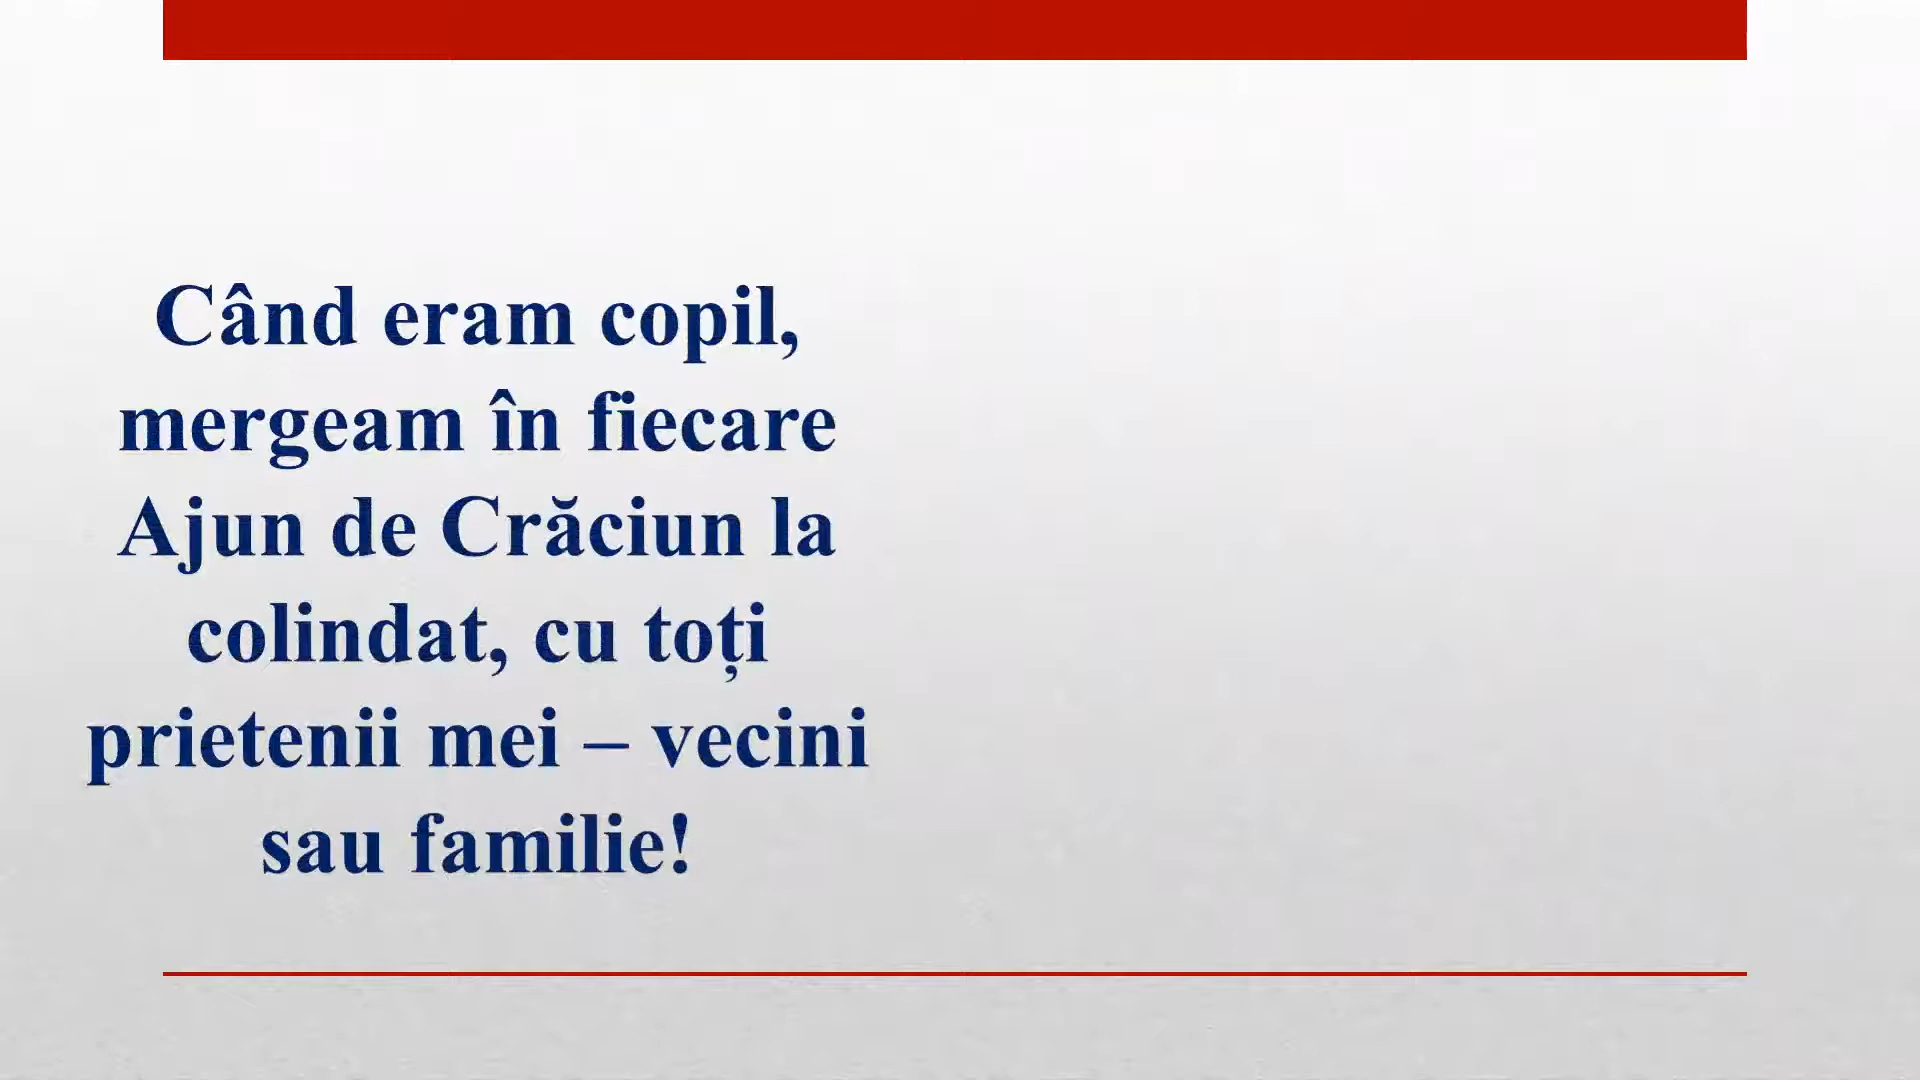 Când eram copil,
mergeam în fiecare
Ajun de Crăciun la
colindat, cu toți
prietenii mei – vecini
sau familie!